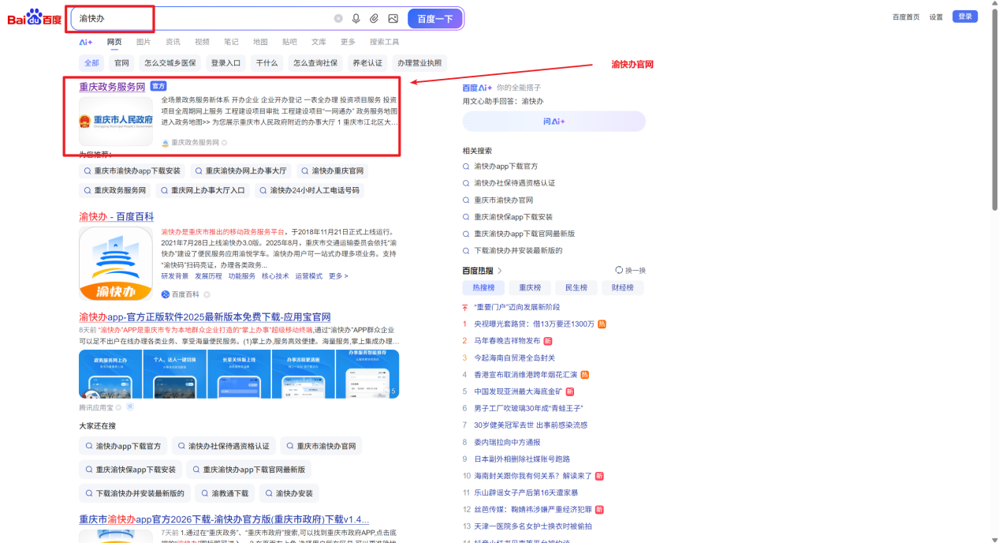 Bai du 百度
渝快办
百度一下
百度首页 设置 登录
Ai+ 网页 图片 资讯 视频 笔记 地图 贴吧 文库 更多 搜索工具
全部 官网 怎么交城乡医保 登录入口 干什么 怎么查询社保 养老认证 办理营业执照
渝快办官网
重庆政务服务网 官方
重庆市人民政府
全场景政务服务新体系 开办企业 企业开办登记 一表全办理 投资项目服务 投资
项目全周期网上服务 工程建设项目审批 工程建设项目"一网通办" 政务服务地图
进入政务地图>> 为您展示重庆市人民政府附近的办事大厅 1 重庆市江北区大...
重庆政务服务网
为您推荐:
重庆市渝快办app下载安装 重庆渝快办网上办事大厅 渝快办重庆官网
重庆政务服务网 重庆网上办事大厅入口 渝快办24小时人工电话号码
渝快办 - 百度百科
渝快办
渝快办是重庆市推出的移动政务服务平台，于2018年11月21日正式上线运行。
2021年7月28日上线渝快办3.0版。2025年8月，重庆市交通运输委员会依托"渝
快办"建设了便民服务应用渝悦学车。渝快办用户可一站式办理多项业务。支持
"渝快码"扫码亮证，办理各类政务...
研发背景 发展历程 功能服务 核心技术 运营模式 更多 >
百度百科
渝快办app-官方正版软件2025最新版本免费下载-应用宝官网
8天前 "渝快办"APP是重庆市专为本地群众企业打造的"掌上办事"超级移动终端,通过"渝快办"APP群众企业
可以足不出户在线办理各类业务、享受海量便民服务。(1)掌上办,服务高效便捷。海量服务,掌上集成办理...
政务服务网上办 个人、法人一键切换 长辈关怀版上线 办事流程更清晰 办事服务智能推荐
5
腾讯应用宝
大家还在搜
渝快办app下载官方 渝快办社保待遇资格认证 重庆市渝快办官网
重庆渝快保app下载安装 重庆渝快办app下载官网最新版
下载渝快办并安装最新版的 渝教通下载 渝快办安装
重庆市渝快办app官方2026下载-渝快办官方版(重庆市政府)下载v1.4...
7天前 1.通过在"重庆政务"、"重庆市政府"搜索,可以找到重庆市政府APP,点击底
百度Ai+ 你的全能搭子
用文心助手回答：渝快办
问Ai+
相关搜索
渝快办app下载官方
渝快办社保待遇资格认证
重庆市渝快办官网
重庆渝快保app下载安装
重庆渝快办app下载官网最新版
下载渝快办并安装最新版的
百度热搜 > 换一换
热搜榜 重庆榜 民生榜 财经榜
"重要门户"迈向发展新阶段
1 央视曝光套路贷：借13万要还1300万 热
2 马年春晚吉祥物发布 新
3 今起海南自贸港全岛封关
4 香港宣布取消维港跨年烟花汇演 热
5 中国发现亚洲最大海底金矿 新
6 男子工厂吹玻璃30年成"青蛙王子"
7 30岁健美冠军去世 出事前感染流感
8 委内瑞拉向中方通报
9 日本副外相删除社媒账号跑路
10 海南封关跟你我有何关系？解读来了 新
11 乐山辟谣女子产后第16天遭家暴
12 丝芭传媒：鞠婧祎涉嫌严重经济犯罪 新
13 天津一医院多名女护士换衣时被偷拍